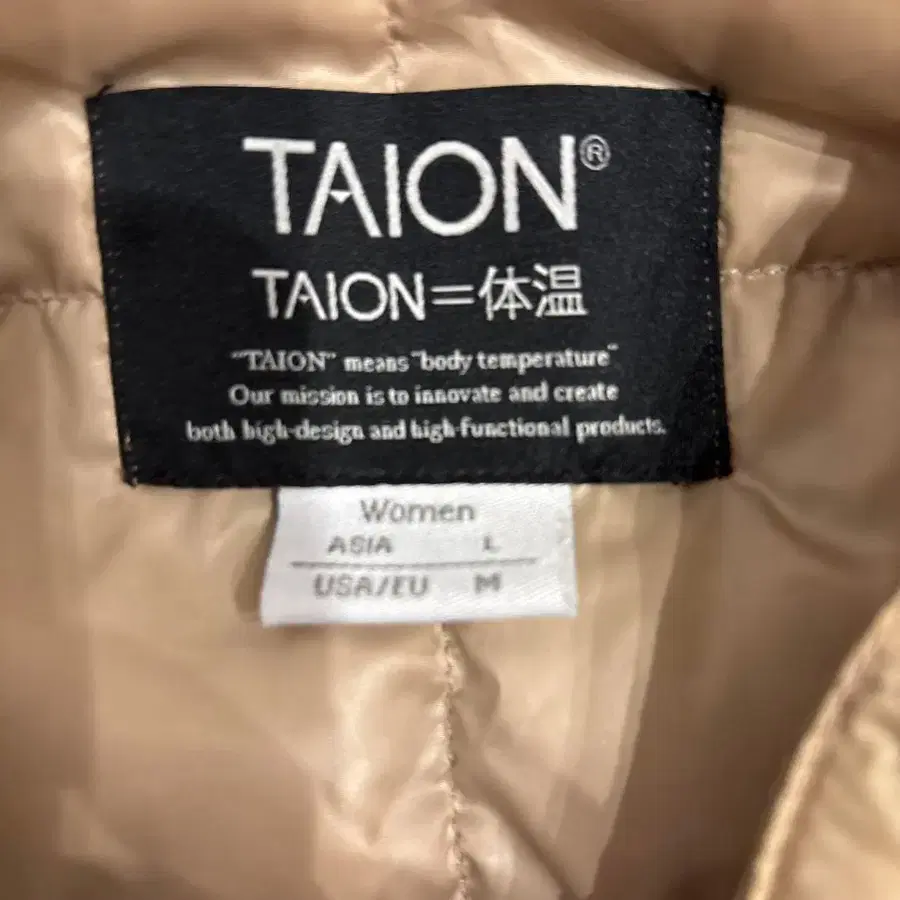 TAION®
TAION=体温
"TAION" means "body temperature"
Our mission is to innovate and create
both high-design and high-functional products.
Women
ASIA L
USA/EU M